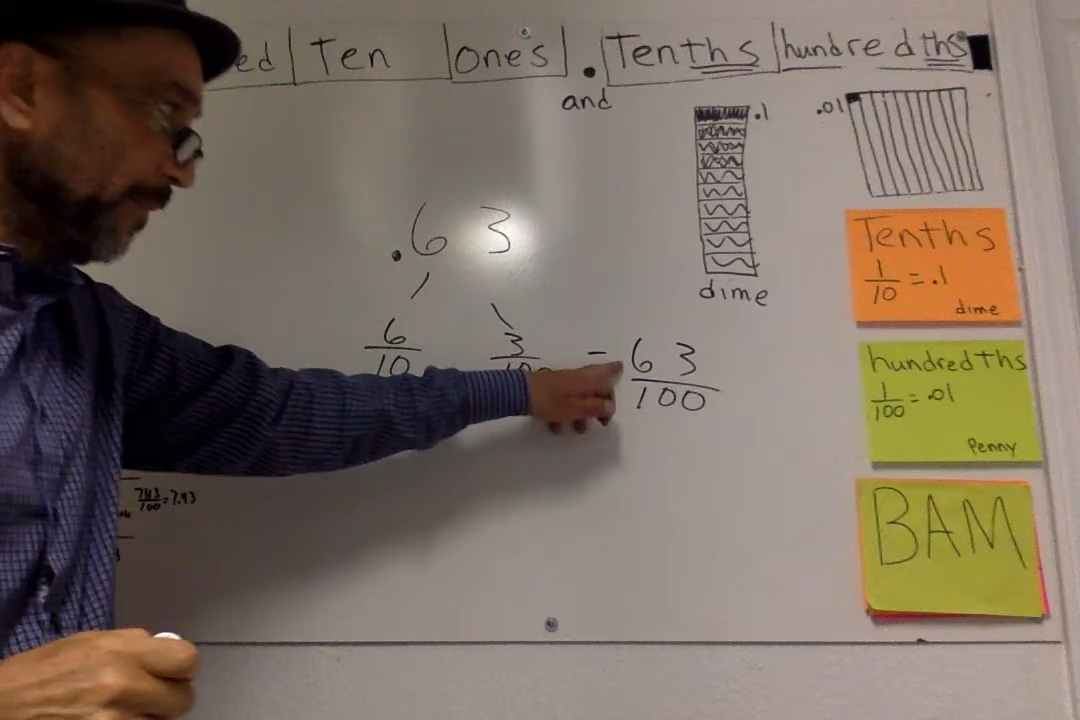 ed Ten ones . Tenths hundredths
and
.1
.01
dime
.63
6/10 3/100 = 63/100
Tenths
1/10 = .1
dime
hundredths
1/100 = .01
Penny
BAM
743/100 = 7.43